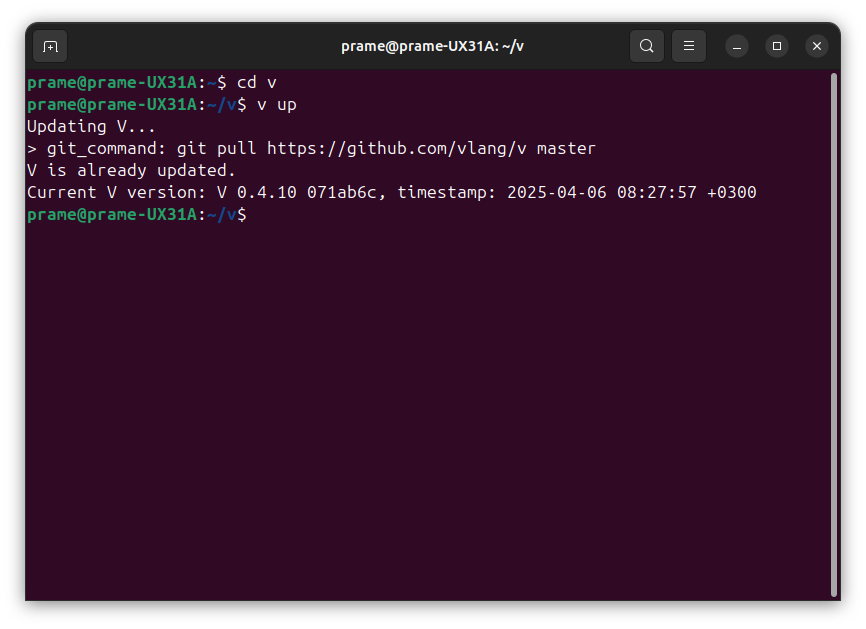 prame@prame-UX31A: ~/v
prame@prame-UX31A:~$ cd v
prame@prame-UX31A:~/v$ v up
Updating V...
> git_command: git pull https://github.com/vlang/v master
V is already updated.
Current V version: V 0.4.10 071ab6c, timestamp: 2025-04-06 08:27:57 +0300
prame@prame-UX31A:~/v$